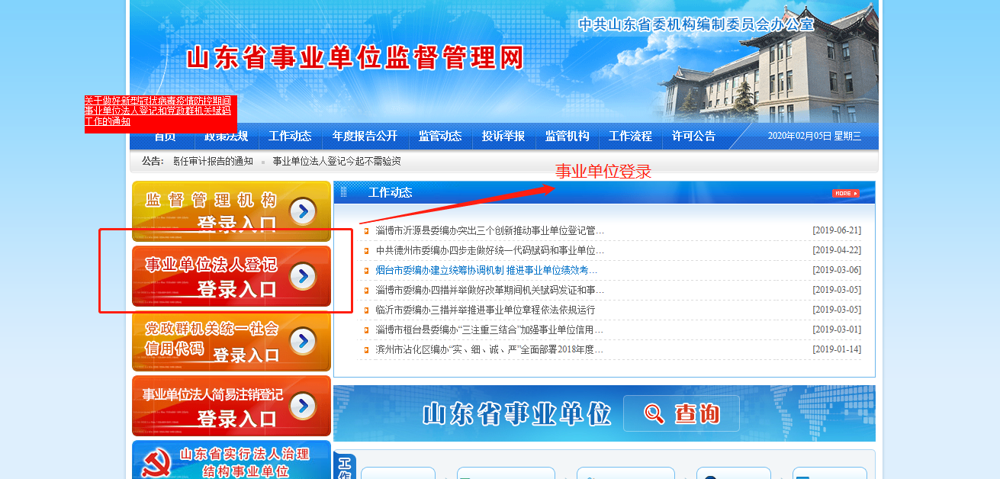 中共山东省委机构编制委员会办公室
山东省事业单位监督管理网
关于做好新型冠状病毒疫情防控期间
事业单位法人登记和党政群机关赋码
工作的通知
首页 政策法规 工作动态 年度报告公开 监管动态 投诉举报 监管机构 工作流程 许可公告 2020年02月05日 星期三
公告: 离任审计报告的通知 事业单位法人登记今起不需验资
事业单位登录
监督管理机构
登录入口
事业单位法人登记
登录入口
党政群机关统一社会
信用代码 登录入口
事业单位法人简易注销登记
登录入口
山东省实行法人治理
结构事业单位
工作动态 MORE
淄博市沂源县委编办突出三个创新推动事业单位登记管... [2019-06-21]
中共德州市委编办四步走做好统一代码赋码和事业单位... [2019-04-22]
烟台市委编办建立统筹协调机制 推进事业单位绩效考... [2019-03-06]
淄博市委编办四措并举做好改革期间机关赋码发证和事... [2019-03-05]
临沂市委编办三措并举推进事业单位章程依法依规运行 [2019-03-05]
淄博市桓台县委编办“三注重三结合”加强事业单位信用... [2019-03-01]
滨州市沾化区编办“实、细、诚、严”全面部署2018年度... [2019-01-14]
山东省事业单位 查询
工
作